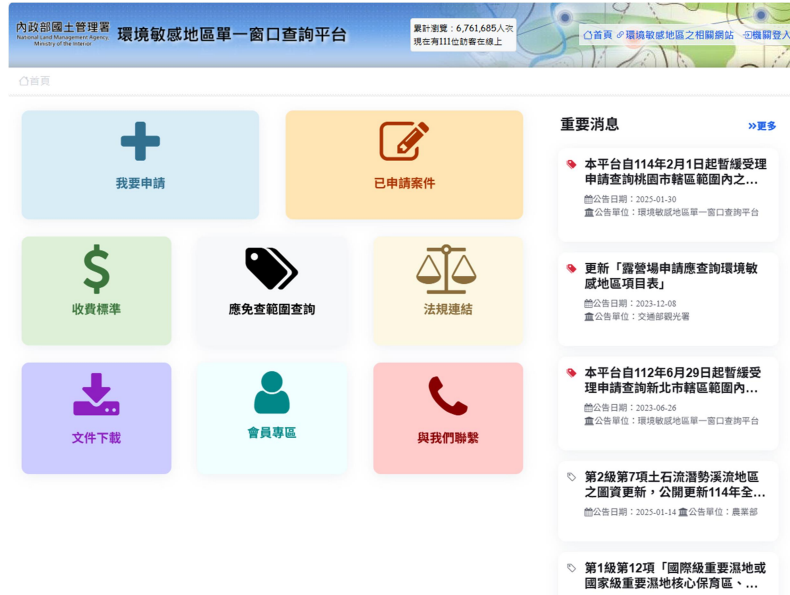 內政部國土管理署
National Land Management Agency,
Ministry of the Interior
環境敏感地區單一窗口查詢平台
累計瀏覽：6,761,685人次
現在有111位訪客在線上
首頁 環境敏感地區之相關網站 機關登入
首頁
我要申請
已申請案件
收費標準
應免查範圍查詢
法規連結
文件下載
會員專區
與我們聯繫
重要消息
更多
本平台自114年2月1日起暫緩受理
申請查詢桃園市轄區範圍內之...
公告日期：2025-01-30
公告單位：環境敏感地區單一窗口查詢平台
更新「露營場申請應查詢環境敏
感地區項目表」
公告日期：2023-12-08
公告單位：交通部觀光署
本平台自112年6月29日起暫緩受
理申請查詢新北市轄區範圍內...
公告日期：2023-06-26
公告單位：環境敏感地區單一窗口查詢平台
第2級第7項土石流潛勢溪流地區
之圖資更新，公開更新114年全...
公告日期：2025-01-14 公告單位：農業部
第1級第12項「國際級重要濕地或
國家級重要濕地核心保育區、...